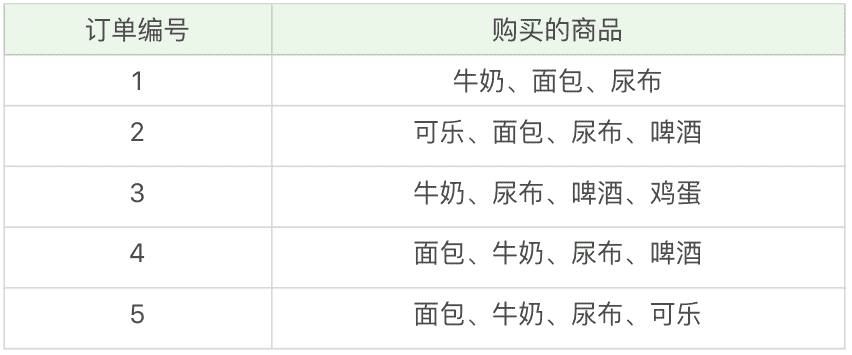 订单编号 购买的商品
1 牛奶、面包、尿布
2 可乐、面包、尿布、啤酒
3 牛奶、尿布、啤酒、鸡蛋
4 面包、牛奶、尿布、啤酒
5 面包、牛奶、尿布、可乐